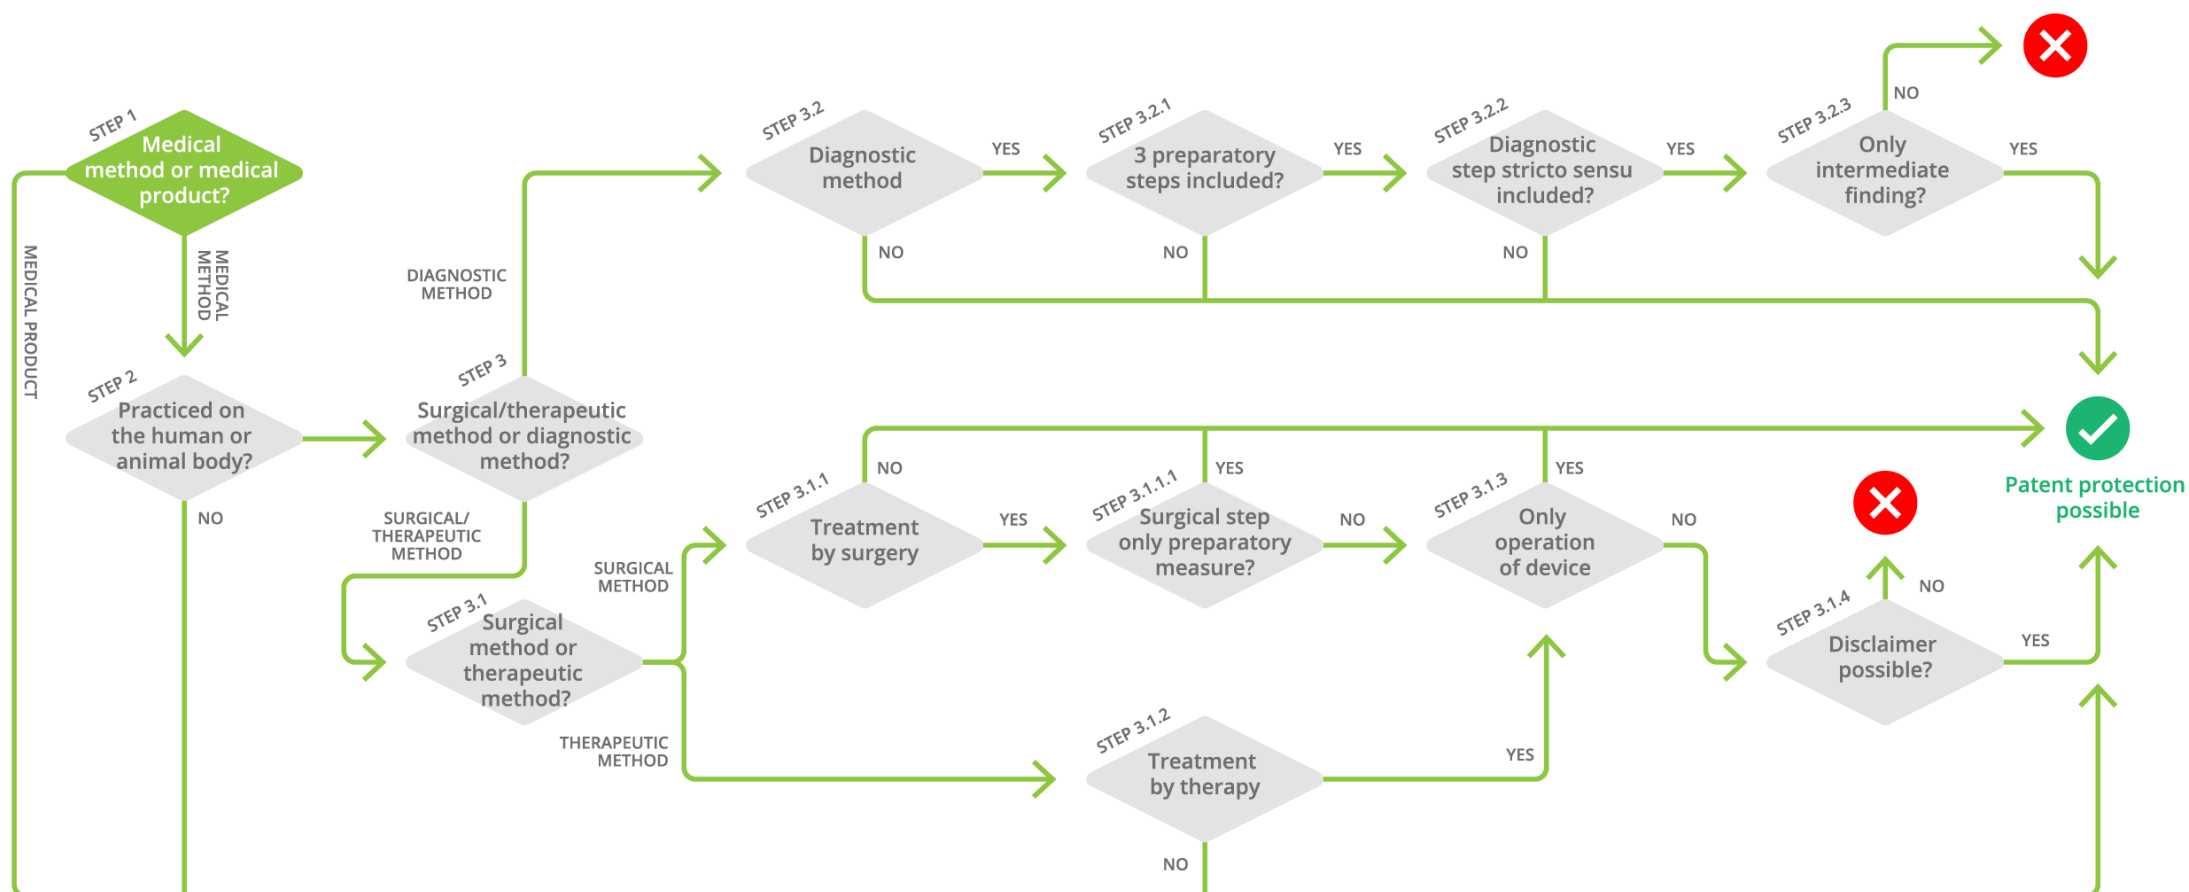 STEP 1
Medical
method or medical
product?
MEDICAL PRODUCT
MEDICAL
METHOD
STEP 2
Practiced on
the human or
animal body?
NO
STEP 3
Surgical/therapeutic
method or diagnostic
method?
DIAGNOSTIC
METHOD
SURGICAL/
THERAPEUTIC
METHOD
STEP 3.2
Diagnostic
method
YES
NO
STEP 3.2.1
3 preparatory
steps included?
YES
NO
STEP 3.2.2
Diagnostic
step stricto sensu
included?
YES
NO
STEP 3.2.3
Only
intermediate
finding?
NO
YES
STEP 3.1
Surgical
method or
therapeutic
method?
SURGICAL
METHOD
THERAPEUTIC
METHOD
STEP 3.1.1
Treatment
by surgery
NO
YES
STEP 3.1.1.1
Surgical step
only preparatory
measure?
YES
NO
STEP 3.1.3
Only
operation
of device
YES
NO
STEP 3.1.2
Treatment
by therapy
YES
NO
STEP 3.1.4
Disclaimer
possible?
NO
YES
Patent protection
possible